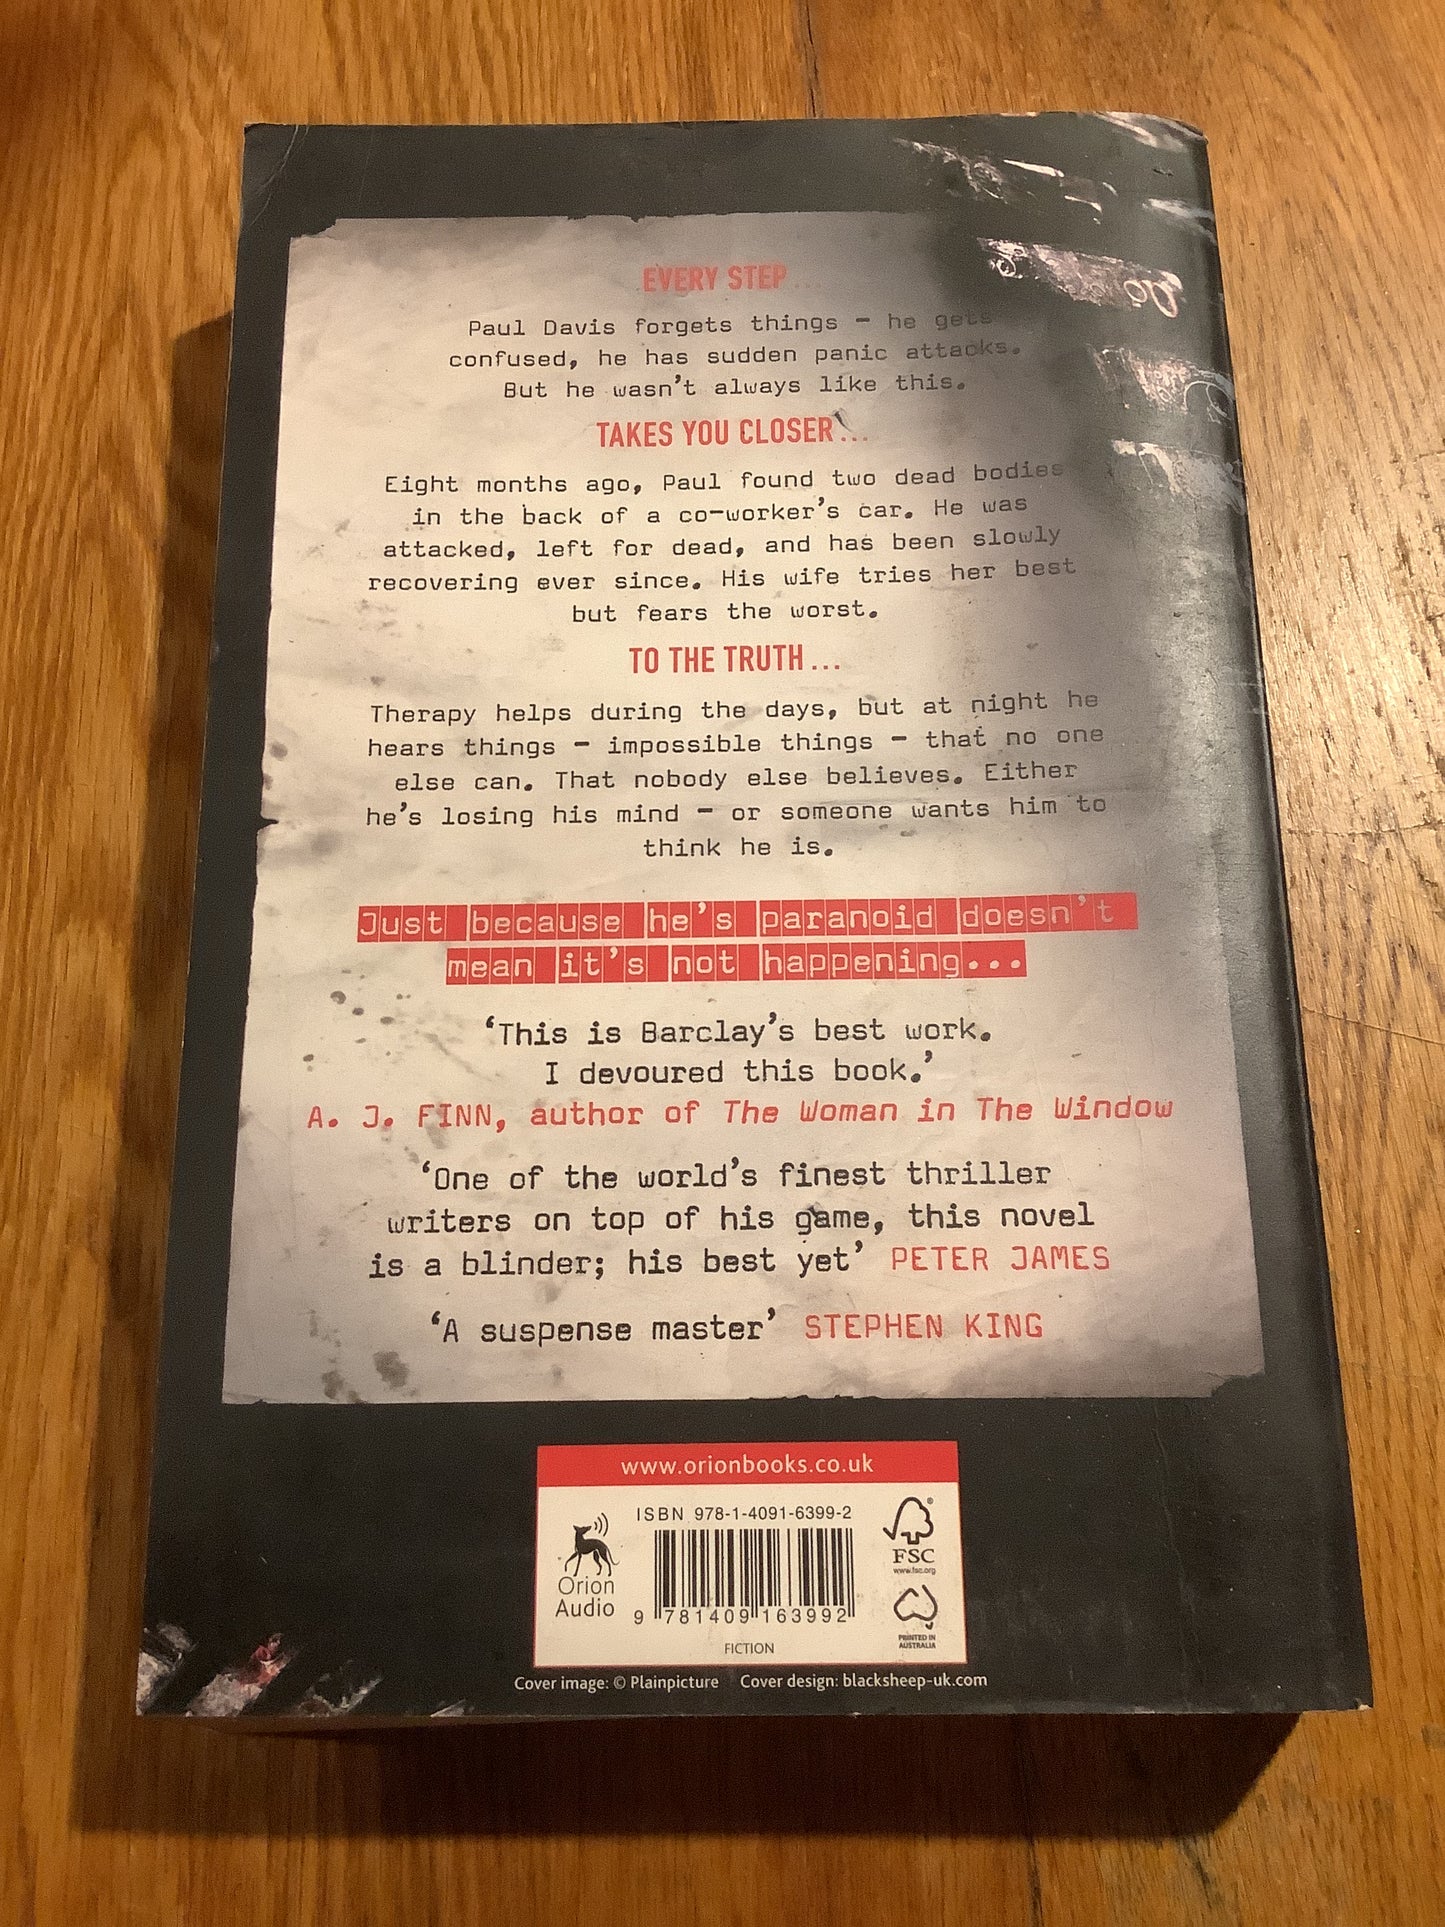 EVERY STEP ...
Paul Davis forgets things – he gets
confused, he has sudden panic attacks.
But he wasn't always like this.
TAKES YOU CLOSER ...
Eight months ago, Paul found two dead bodies
in the back of a co-worker's car. He was
attacked, left for dead, and has been slowly
recovering ever since. His wife tries her best
but fears the worst.
TO THE TRUTH ...
Therapy helps during the days, but at night he
hears things – impossible things – that no one
else can. That nobody else believes. Either
he's losing his mind – or someone wants him to
think he is.
Just because he's paranoid doesn't
mean it's not happening...
‘This is Barclay's best work.
I devoured this book.’
A. J. FINN, author of The Woman in The Window
‘One of the world's finest thriller
writers on top of his game, this novel
is a blinder; his best yet’ PETER JAMES
‘A suspense master’ STEPHEN KING
www.orionbooks.co.uk
ISBN 978-1-4091-6399-2
Orion
Audio
9 781409 163992
FICTION
FSC
www.fsc.org
PRINTED IN
AUSTRALIA
Cover image: © Plainpicture Cover design: blacksheep-uk.com